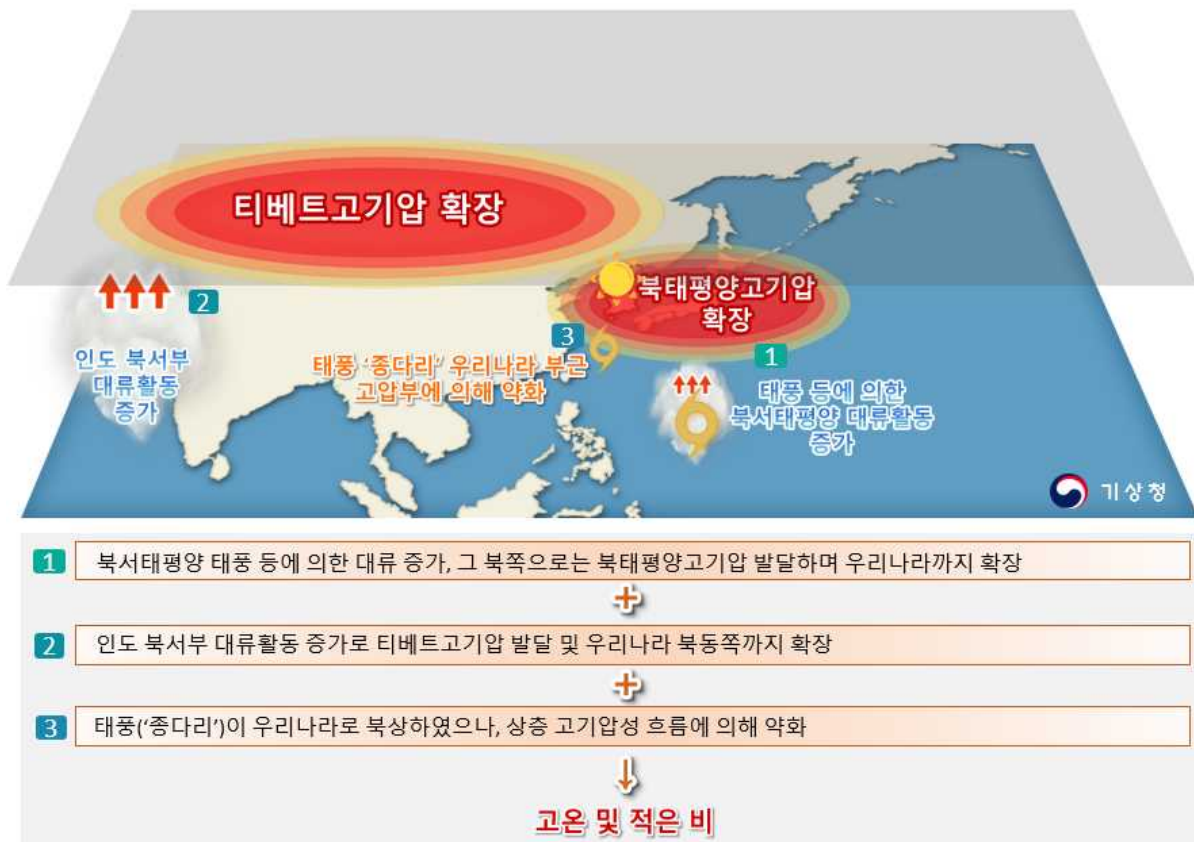 티베트고기압 확장
북태평양고기압
확장
2
3
1
인도 북서부
대류활동
증가
태풍 '종다리' 우리나라 부근
고압부에 의해 약화
태풍 등에 의한
북서태평양 대류활동
증가
기상청
1 북서태평양 태풍 등에 의한 대류 증가, 그 북쪽으로는 북태평양고기압 발달하며 우리나라까지 확장
+
2 인도 북서부 대류활동 증가로 티베트고기압 발달 및 우리나라 북동쪽까지 확장
+
3 태풍('종다리')이 우리나라로 북상하였으나, 상층 고기압성 흐름에 의해 약화
↓
고온 및 적은 비